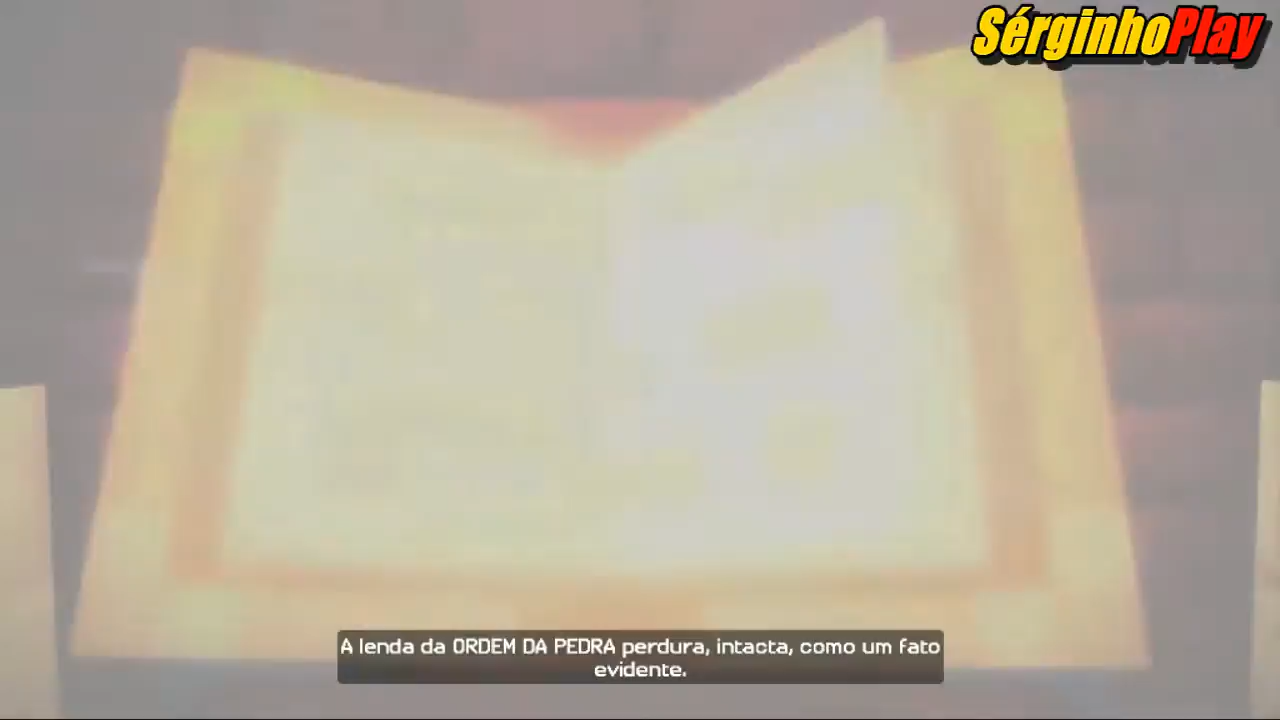 SérginhoPlay
A lenda da ORDEM DA PEDRA perdura, intacta, como um fato
evidente.